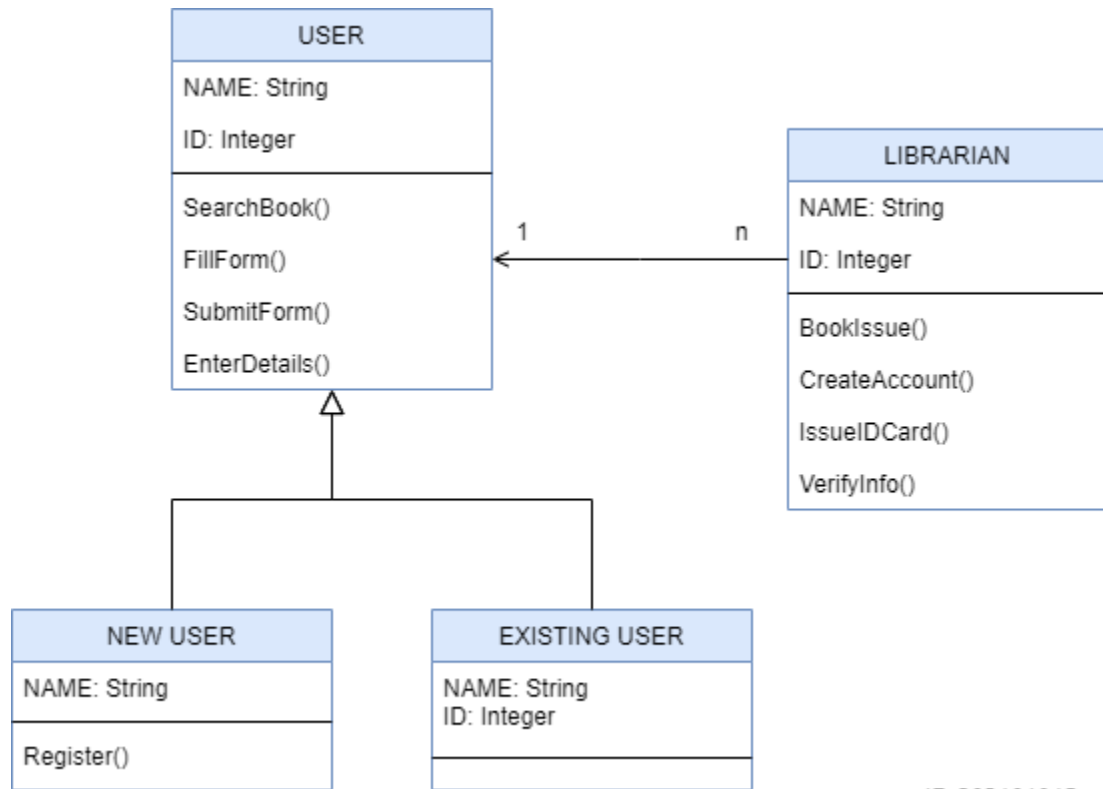 USER
NAME: String
ID: Integer
SearchBook()
FillForm()
SubmitForm()
EnterDetails()
1
n
LIBRARIAN
NAME: String
ID: Integer
BookIssue()
CreateAccount()
IssueIDCard()
VerifyInfo()
NEW USER
NAME: String
Register()
EXISTING USER
NAME: String
ID: Integer